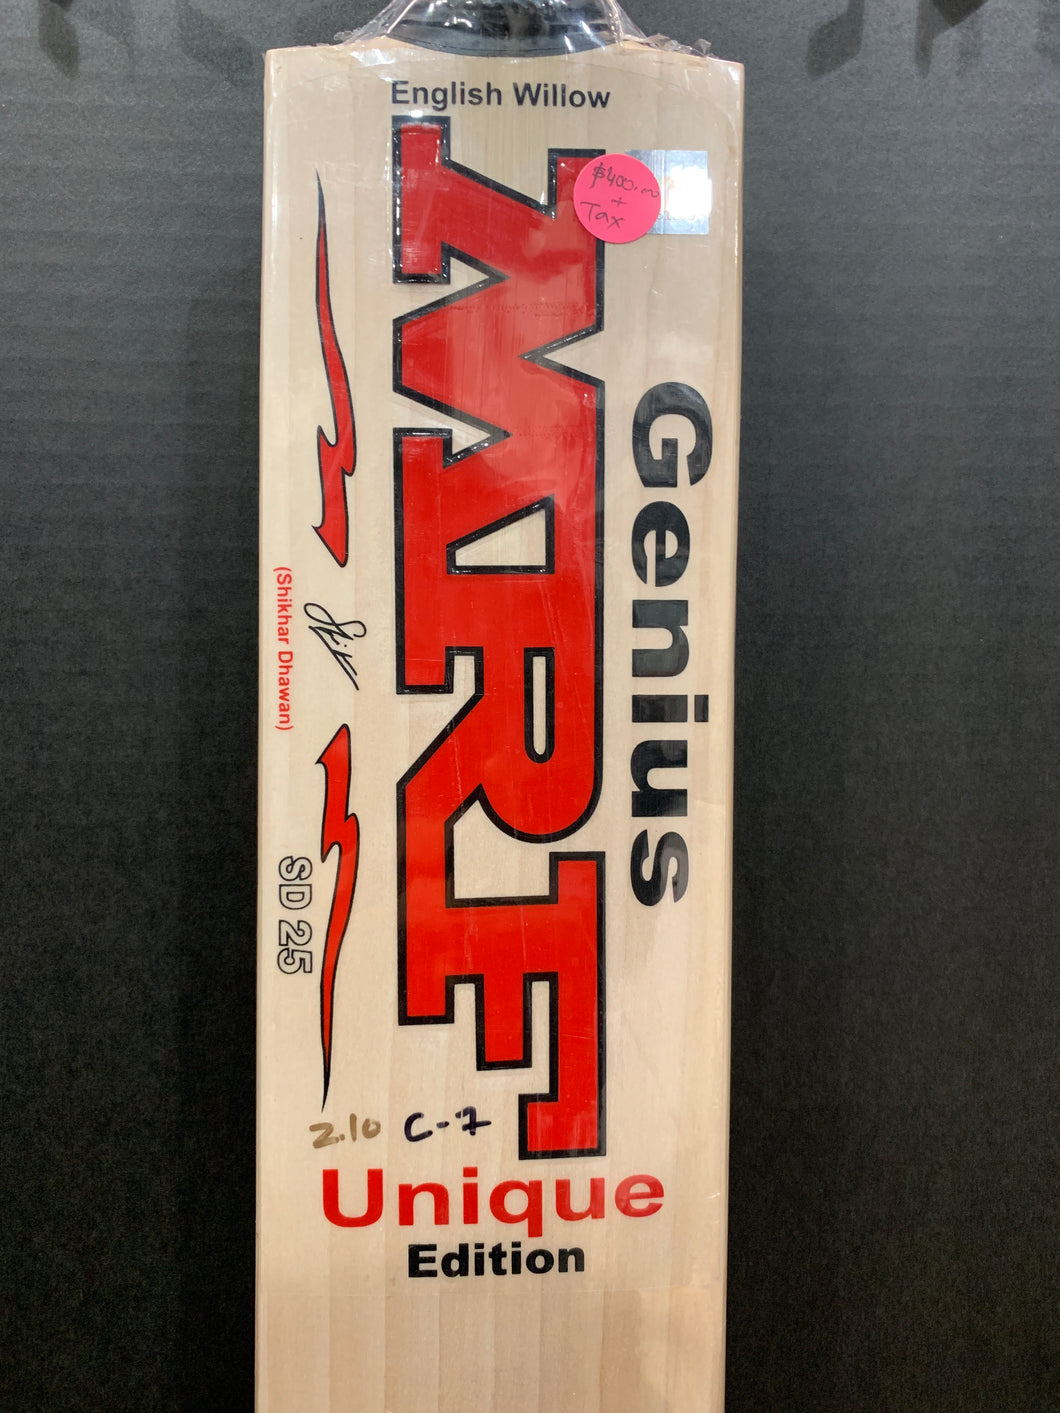 English Willow
$400.00
+
Tax
MRF
Genius
(Shikhar Dhawan)
SD 25
2.10 C-7
Unique
Edition